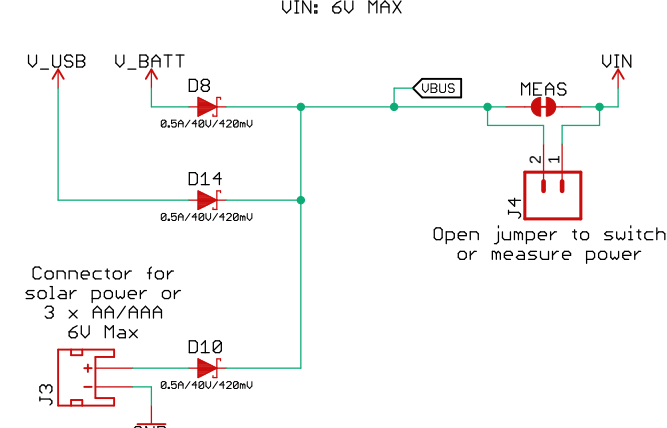 VIN: 6V MAX
V_USB
V_BATT
VIN
D8
0.5A/40V/420mV
VBUS
MEAS
2
1
J4
D14
0.5A/40V/420mV
Open jumper to switch
or measure power
Connector for
solar power or
3 x AA/AAA
6V Max
D10
0.5A/40V/420mV
+
-
J3